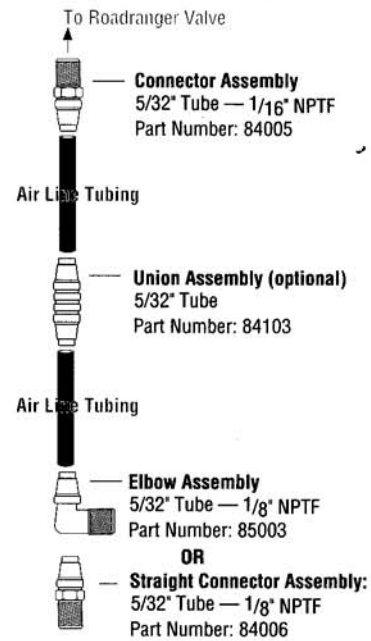 To Roadranger Valve
Connector Assembly
5/32" Tube — 1/16" NPTF
Part Number: 84005
Air Line Tubing
Union Assembly (optional)
5/32" Tube
Part Number: 84103
Air Line Tubing
Elbow Assembly
5/32" Tube — 1/8" NPTF
Part Number: 85003
OR
Straight Connector Assembly:
5/32" Tube — 1/8" NPTF
Part Number: 84006